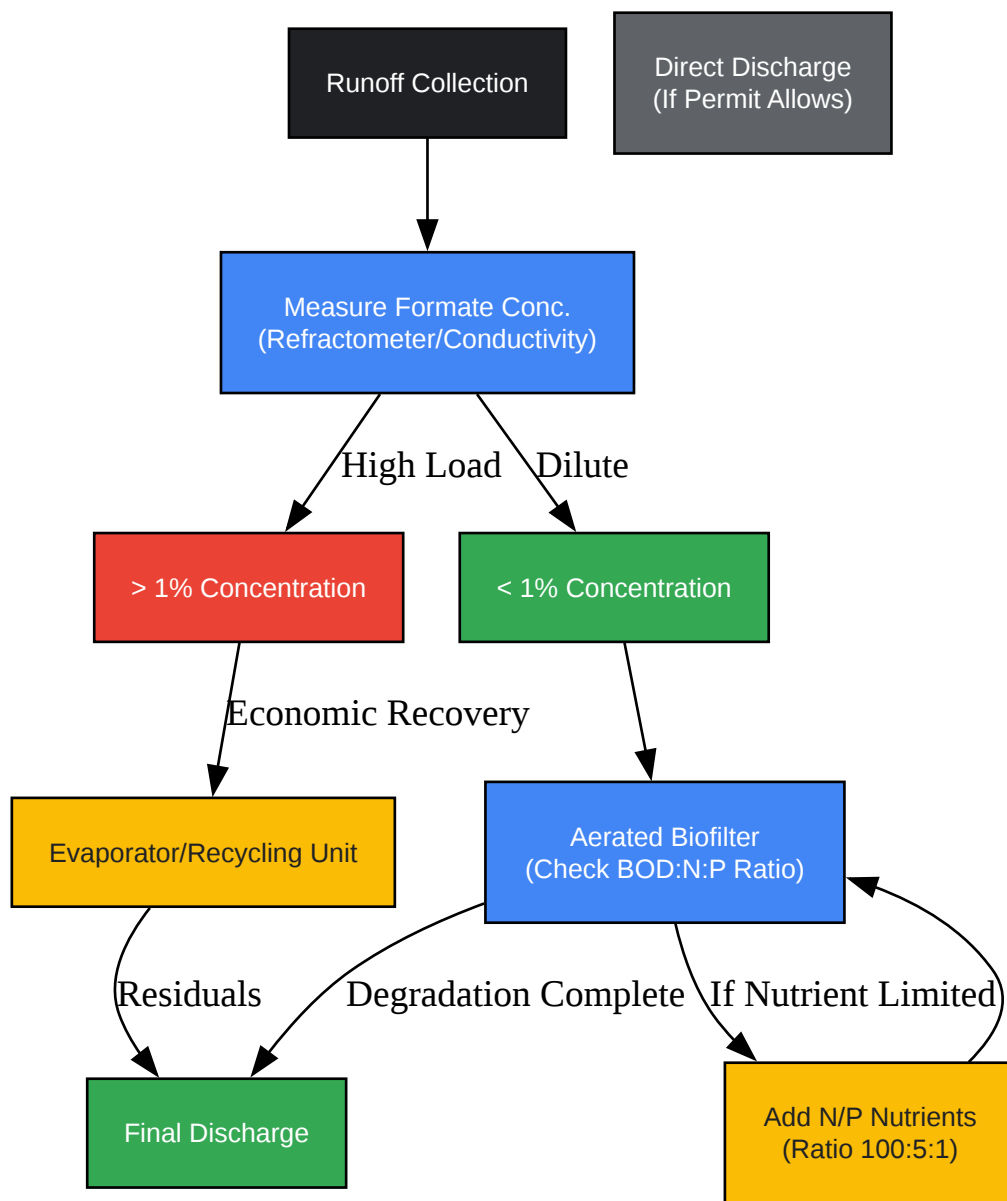 Runoff Collection
Direct Discharge
(If Permit Allows)
Measure Formate Conc.
(Refractometer/Conductivity)
High Load
Dilute
> 1% Concentration
< 1% Concentration
Economic Recovery
Evaporator/Recycling Unit
Aerated Biofilter
(Check BOD:N:P Ratio)
Residuals
Degradation Complete
If Nutrient Limited
Final Discharge
Add N/P Nutrients
(Ratio 100:5:1)